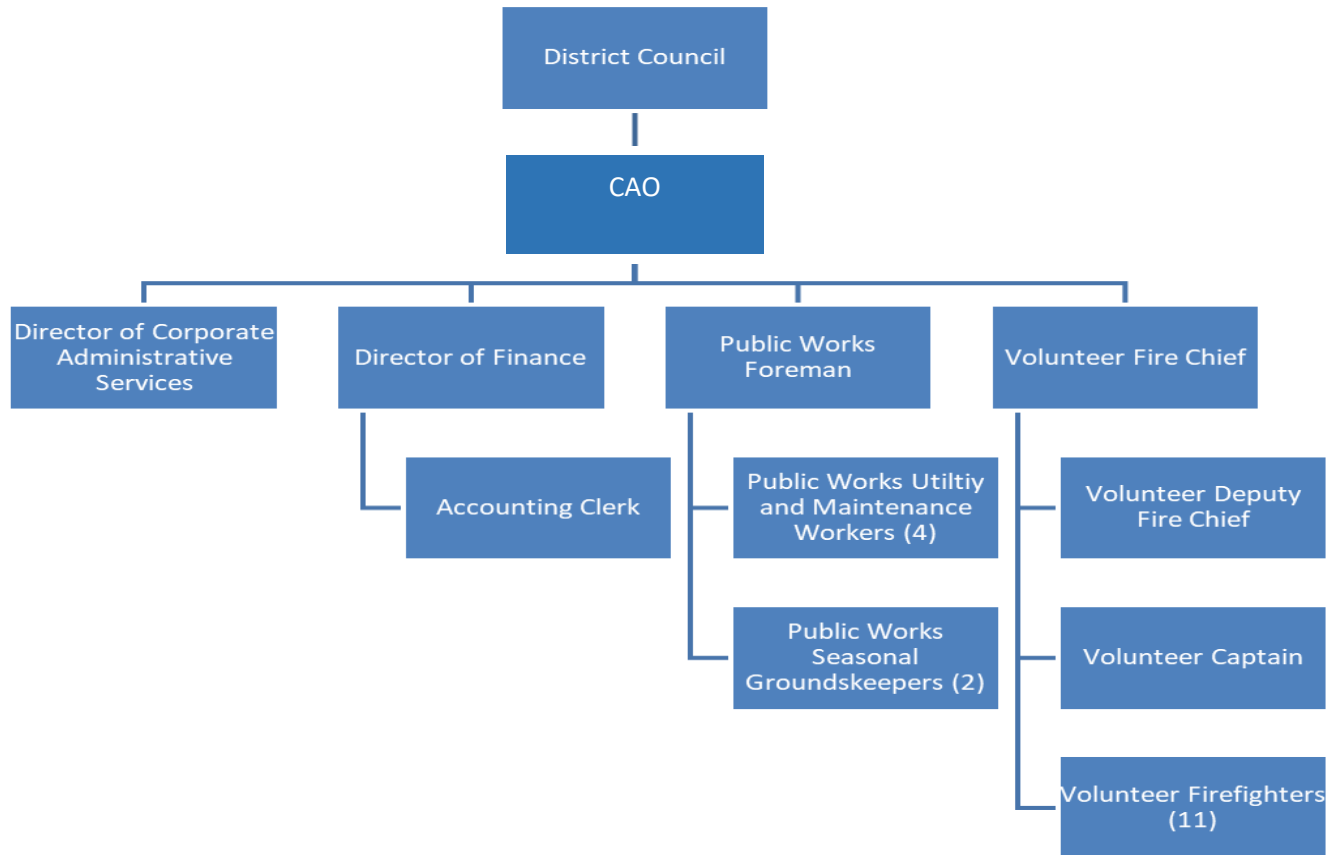 District Council
CAO
Director of Corporate
Administrative
Services
Director of Finance
Public Works
Foreman
Volunteer Fire Chief
Accounting Clerk
Public Works Utiltiy
and Maintenance
Workers (4)
Volunteer Deputy
Fire Chief
Public Works
Seasonal
Groundskeepers (2)
Volunteer Captain
Volunteer Firefighters
(11)